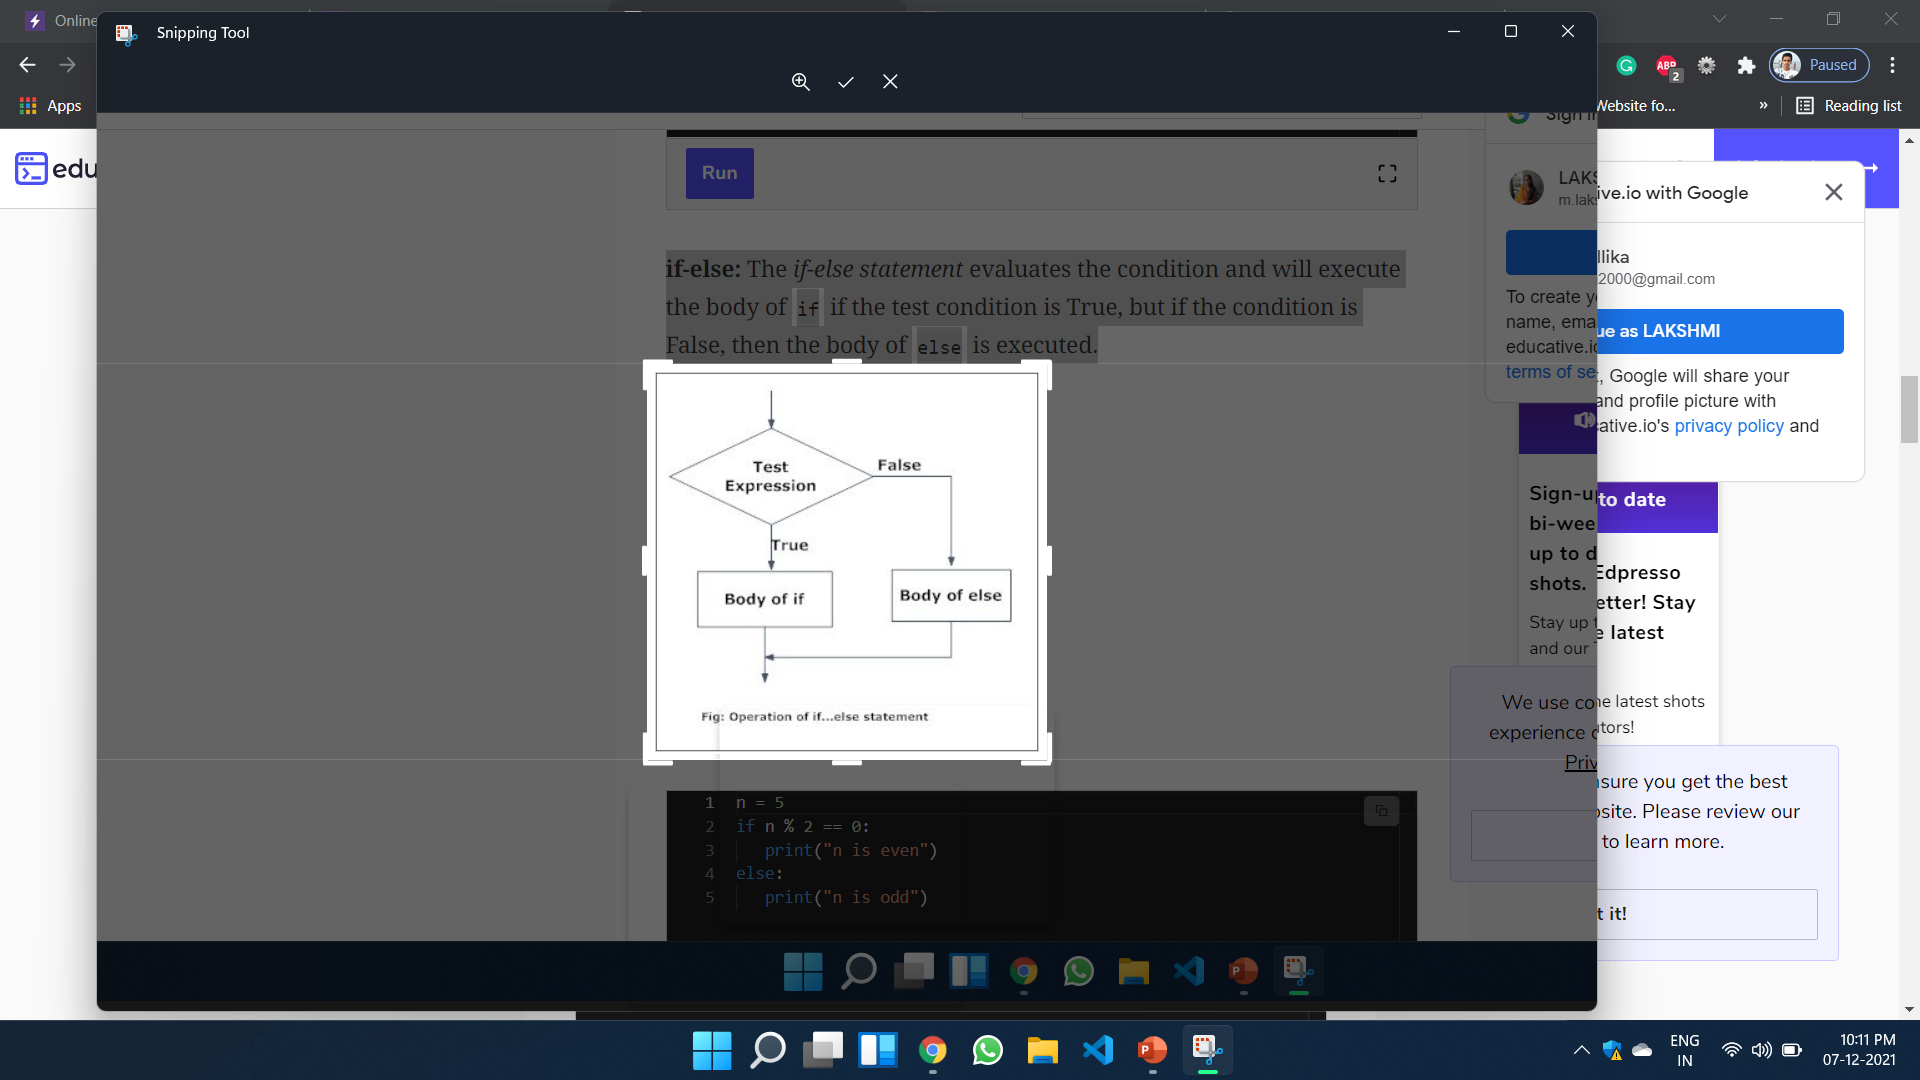 Online
Snipping Tool
Paused
2
Apps
Website fo...
»
Reading list
edu
Run
LAKS
m.laks
ive.io with Google
llika
2000@gmail.com
ue as LAKSHMI
To create y
name, ema
educative.i
terms of se
, Google will share your
and profile picture with
cative.io's privacy policy and
if-else: The if-else statement evaluates the condition and will execute
the body of if if the test condition is True, but if the condition is
False, then the body of else is executed.
Test
Expression
False
True
Body of if
Body of else
Fig: Operation of if...else statement
Sign-u
bi-wee
up to d
shots.
Stay up t
and our
to date
Edpresso
etter! Stay
e latest
ne latest shots
utors!
We use co
experience o
Priv
nsure you get the best
bsite. Please review our
to learn more.
t it!
1 n = 5
2 if n % 2 == 0:
3 print("n is even")
4 else:
5 print("n is odd")
ENG
IN
10:11 PM
07-12-2021